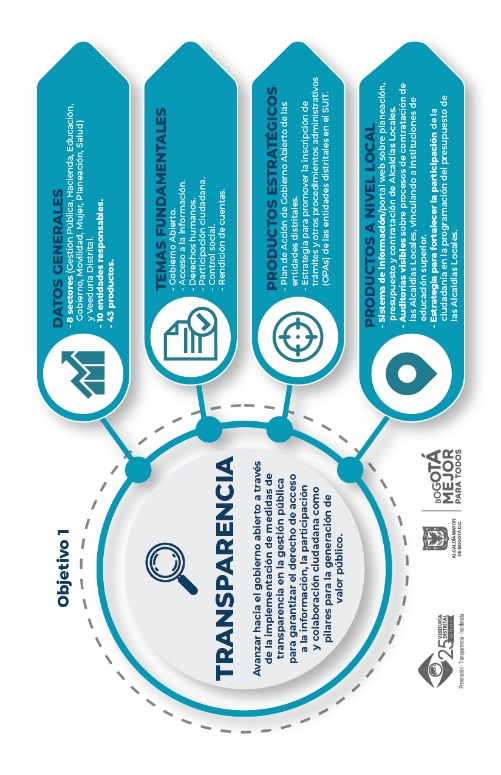 Objetivo 1
TRANSPARENCIA
Avanzar hacia el gobierno abierto a través
de la implementación de medidas de
transparencia en la gestión pública
para garantizar el derecho de acceso
a la información, la participación
y colaboración ciudadana como
pilares para la generación de
valor público.
DATOS GENERALES
- 8 sectores (Gestión Pública, Hacienda, Educación,
Gobierno, Movilidad, Mujer, Planeación, Salud)
y Veeduría Distrital.
- 10 entidades responsables.
- 43 productos.
TEMAS FUNDAMENTALES
- Gobierno Abierto.
- Acceso a la Información.
- Derechos humanos.
- Participación ciudadana.
- Control social.
- Rendición de cuentas.
PRODUCTOS ESTRATÉGICOS
- Plan de Acción de Gobierno Abierto de las
entidades distritales.
- Estrategia para promover la inscripción de
trámites y otros procedimientos administrativos
(OPAs) de las entidades distritales en el SUIT.
PRODUCTOS A NIVEL LOCAL
- Sistema de información/portal web sobre planeación,
presupuesto y contratación de Alcaldías Locales.
- Auditorías visibles sobre procesos de contratación de
las Alcaldías Locales, vinculando a instituciones de
educación superior.
- Estrategia para fortalecer la participación de la
ciudadanía en la programación del presupuesto de
las Alcaldías Locales.
25
VEEDURÍA
DISTRITAL
Prevención · Transparencia · Incidencia
ALCALDÍA MAYOR
DE BOGOTÁ D.C.
BOGOTÁ
MEJOR
PARA TODOS